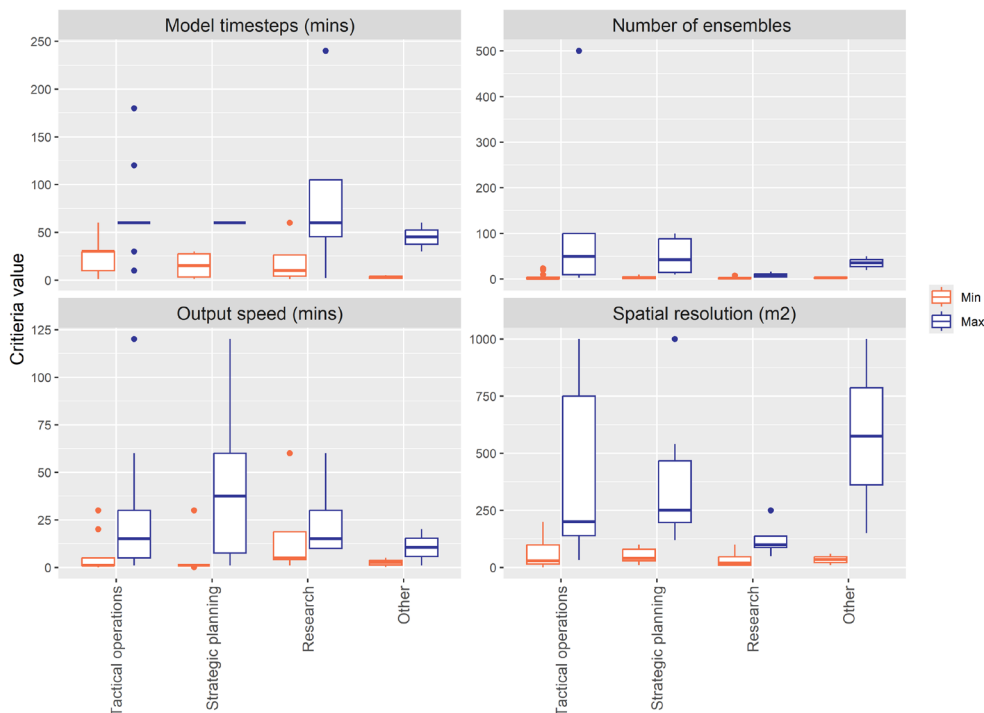 Model timesteps (mins)
Number of ensembles
250
200
150
100
50
0
500
400
300
200
100
0
Critieria value
Output speed (mins)
Spatial resolution (m2)
125
100
75
50
25
0
1000
750
500
250
0
Tactical operations
Strategic planning
Research
Other
Tactical operations
Strategic planning
Research
Other
Min
Max